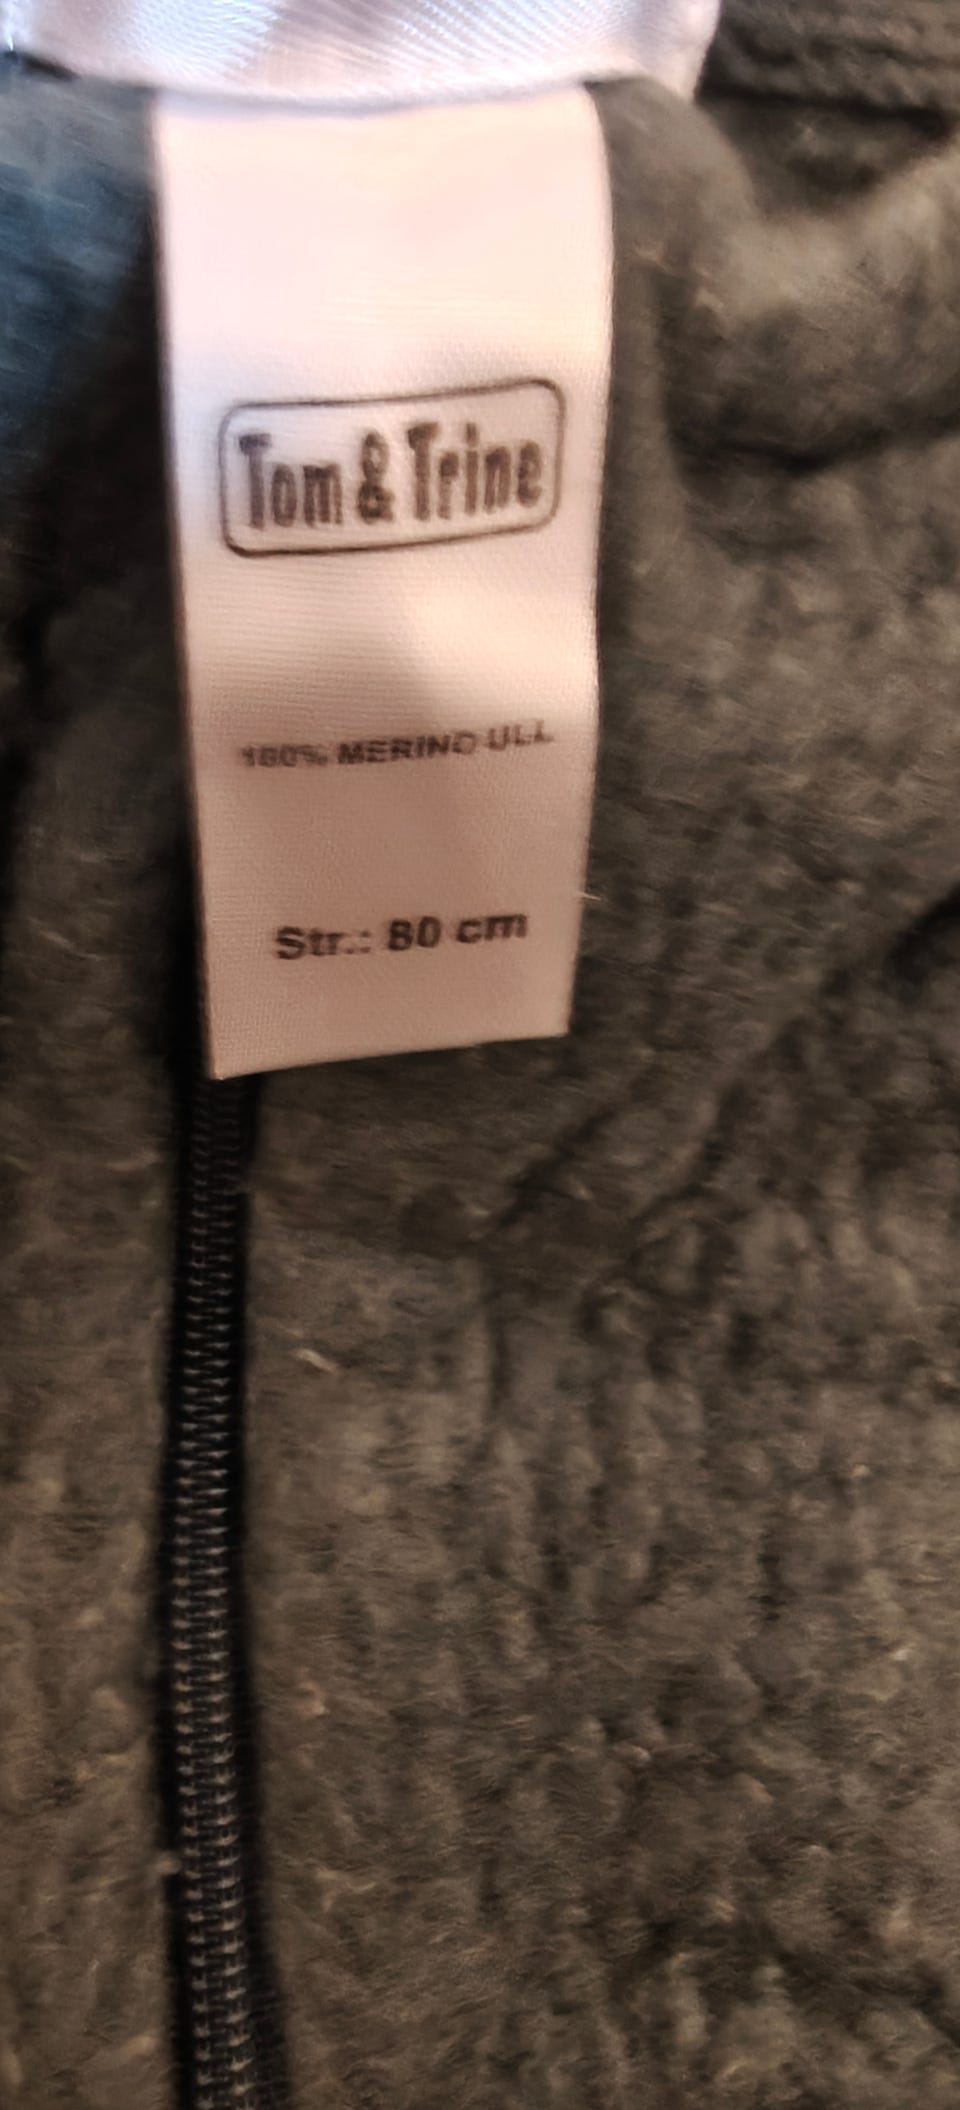 Tom & Trine
100% MERINO ULL
Str.: 80 cm